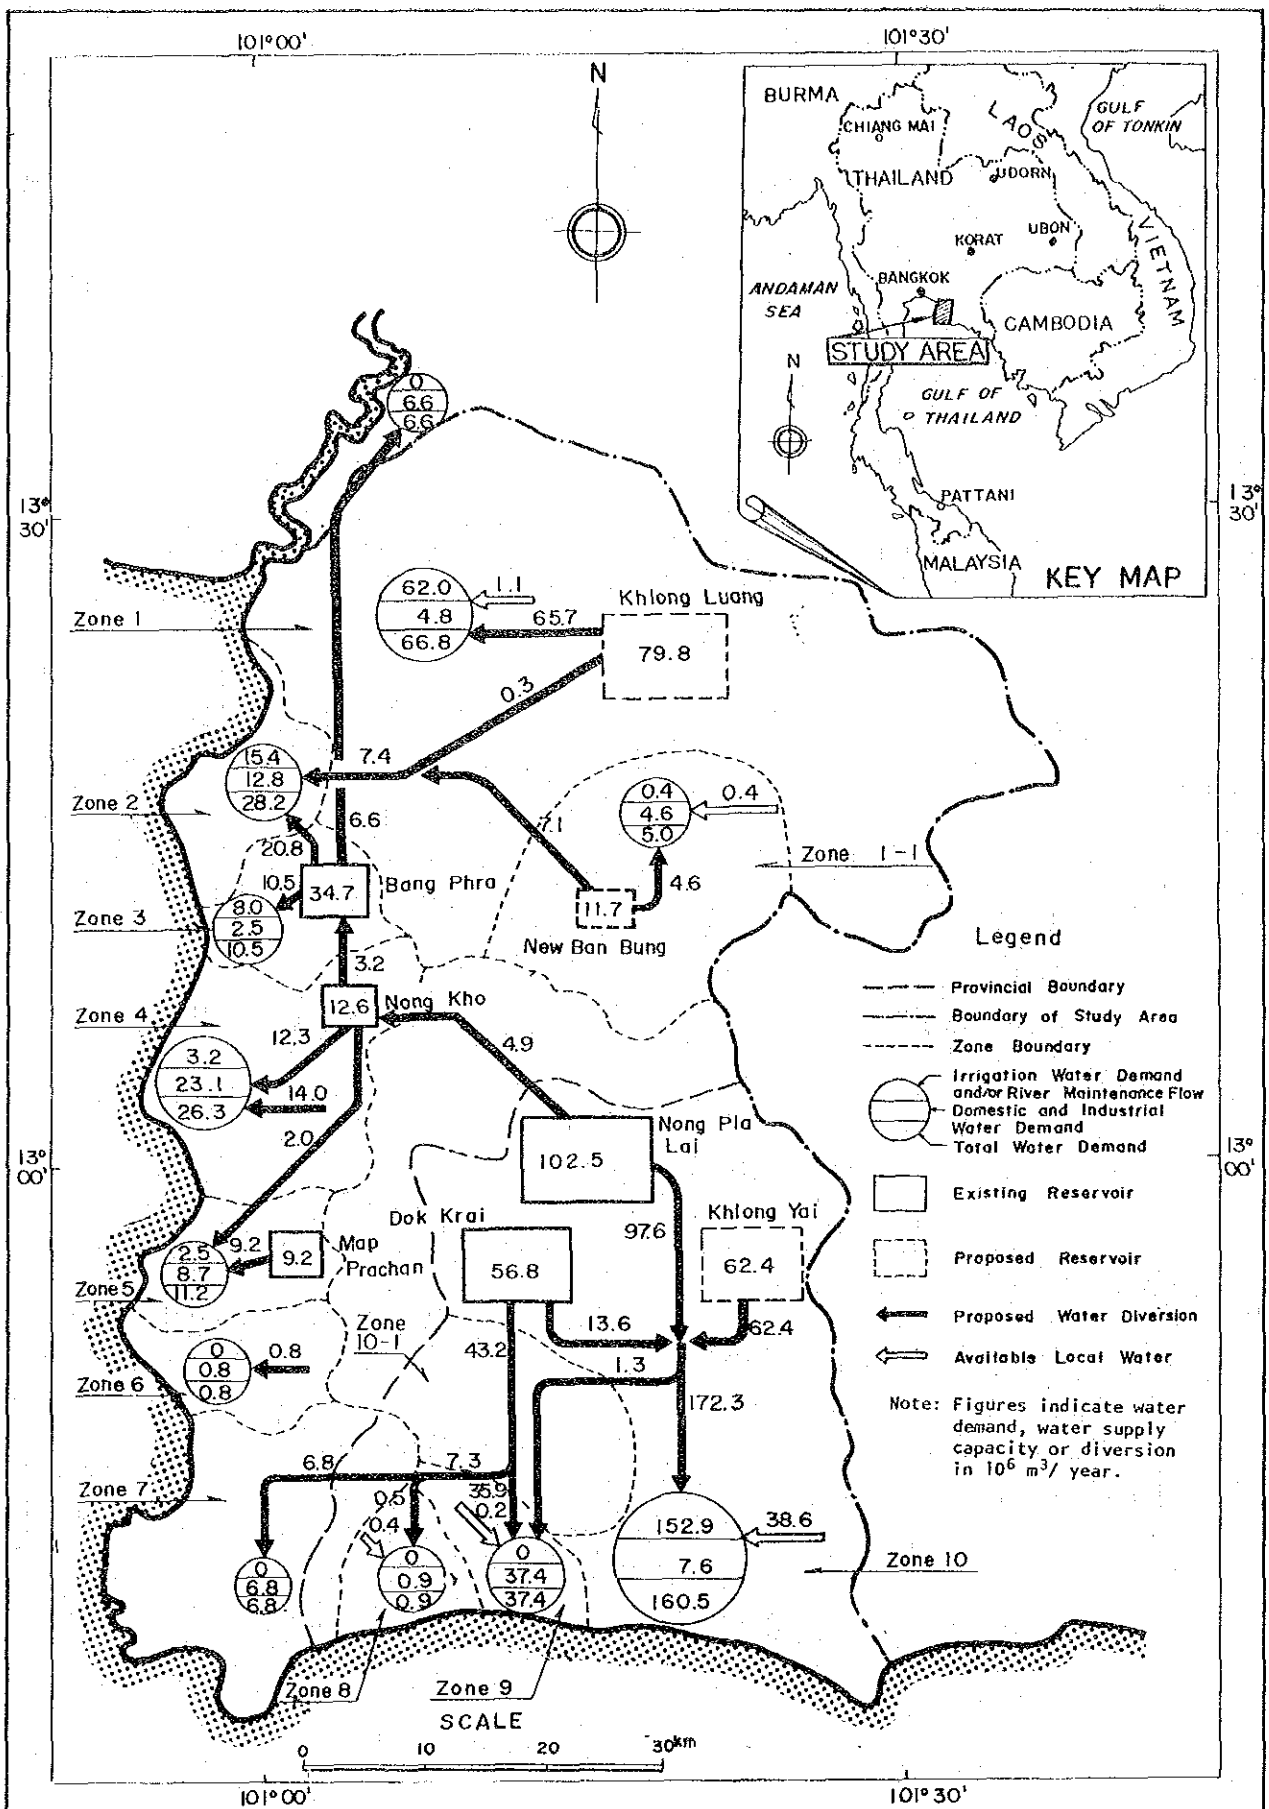 101°00'
101°30'
N
BURMA
CHIANG MAI
LAOS
GULF
OF TONKIN
THAILAND
UDORN
KORAT
UBON
VIETNAM
BANGKOK
ANDAMAN
SEA
CAMBODIA
STUDY AREA
N
GULF OF
THAILAND
PATTANI
MALAYSIA
KEY MAP
13°
30'
13°
30'
0
6.6
6.6
Zone 1
62.0
4.8
66.8
1.1
65.7
Khlong Luang
79.8
0.3
7.4
15.4
12.8
28.2
Zone 2
6.6
20.8
7.1
0.4
4.6
5.0
0.4
Zone 1-1
4.6
11.7
New Ban Bung
10.5
34.7
Bang Phra
8.0
2.5
10.5
Zone 3
3.2
12.6
Nong Kho
Zone 4
12.3
4.9
3.2
23.1
26.3
14.0
2.0
Nong Pla
Lai
102.5
13°
00'
13°
00'
Legend
Provincial Boundary
Boundary of Study Area
Zone Boundary
Irrigation Water Demand
and/or River Maintenance Flow
Domestic and Industrial
Water Demand
Total Water Demand
Existing Reservoir
Proposed Reservoir
Proposed Water Diversion
Available Local Water
Note: Figures indicate water
demand, water supply
capacity or diversion
in 10⁶ m³/ year.
Dok Krai
56.8
97.6
Khlong Yai
62.4
9.2
9.2
Map
Prachan
2.5
8.7
11.2
Zone 5
Zone
10-1
43.2
13.6
62.4
1.3
172.3
0
0.8
0.8
0.8
Zone 6
6.8
7.3
Zone 7
0.5
0.4
35.9
0.2
0
6.8
6.8
0
0.9
0.9
0
37.4
37.4
152.9
7.6
160.5
38.6
Zone 10
Zone 8
Zone 9
SCALE
0
10
20
30km
101°00'
101°30'